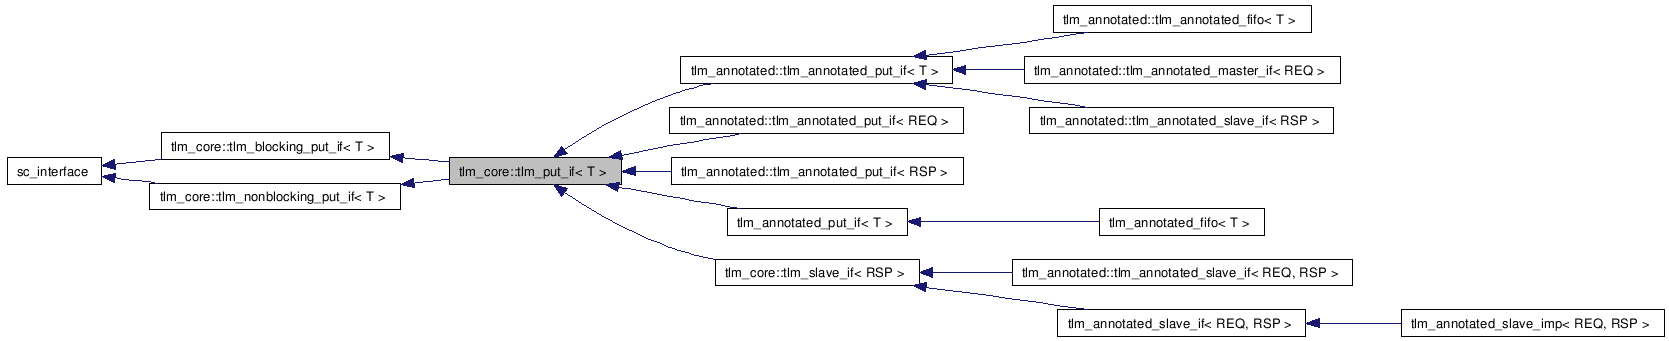 tlm_annotated::tlm_annotated_fifo< T >
tlm_annotated::tlm_annotated_put_if< T >
tlm_annotated::tlm_annotated_master_if< REQ >
tlm_annotated::tlm_annotated_put_if< REQ >
tlm_annotated::tlm_annotated_slave_if< RSP >
tlm_core::tlm_blocking_put_if< T >
sc_interface
tlm_core::tlm_put_if< T >
tlm_annotated::tlm_annotated_put_if< RSP >
tlm_core::tlm_nonblocking_put_if< T >
tlm_annotated_put_if< T >
tlm_annotated_fifo< T >
tlm_core::tlm_slave_if< RSP >
tlm_annotated::tlm_annotated_slave_if< REQ, RSP >
tlm_annotated_slave_if< REQ, RSP >
tlm_annotated_slave_imp< REQ, RSP >